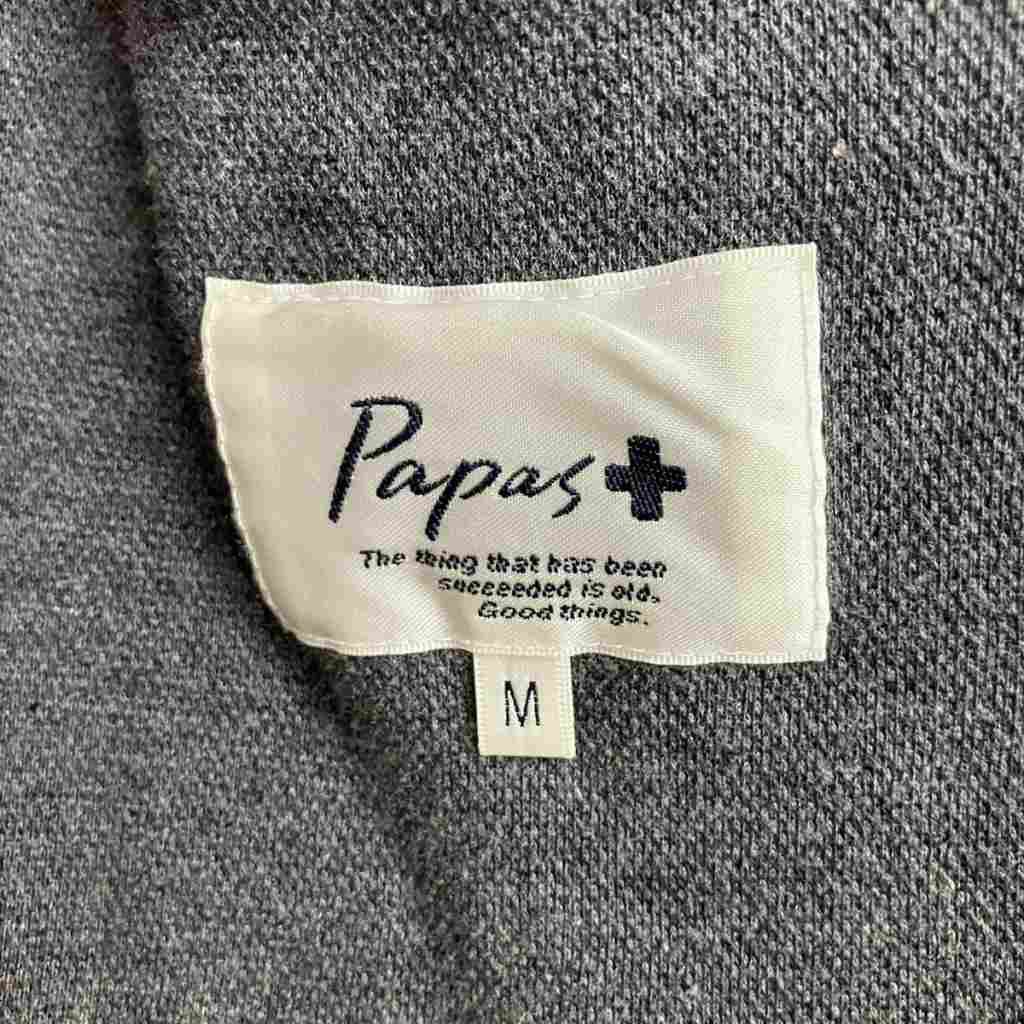 Papas+
The thing that has been
succeeded is old.
Good things.
M